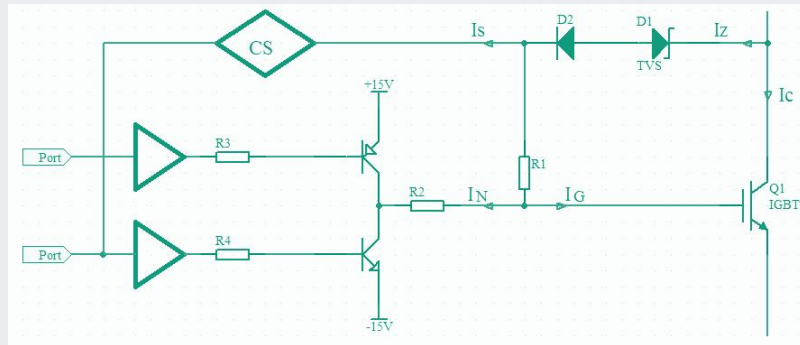 CS
Is
D2
D1
TVS
Iz
Ic
+15V
Port
R3
R1
R2
IN
IG
Q1
IGBT
Port
R4
-15V